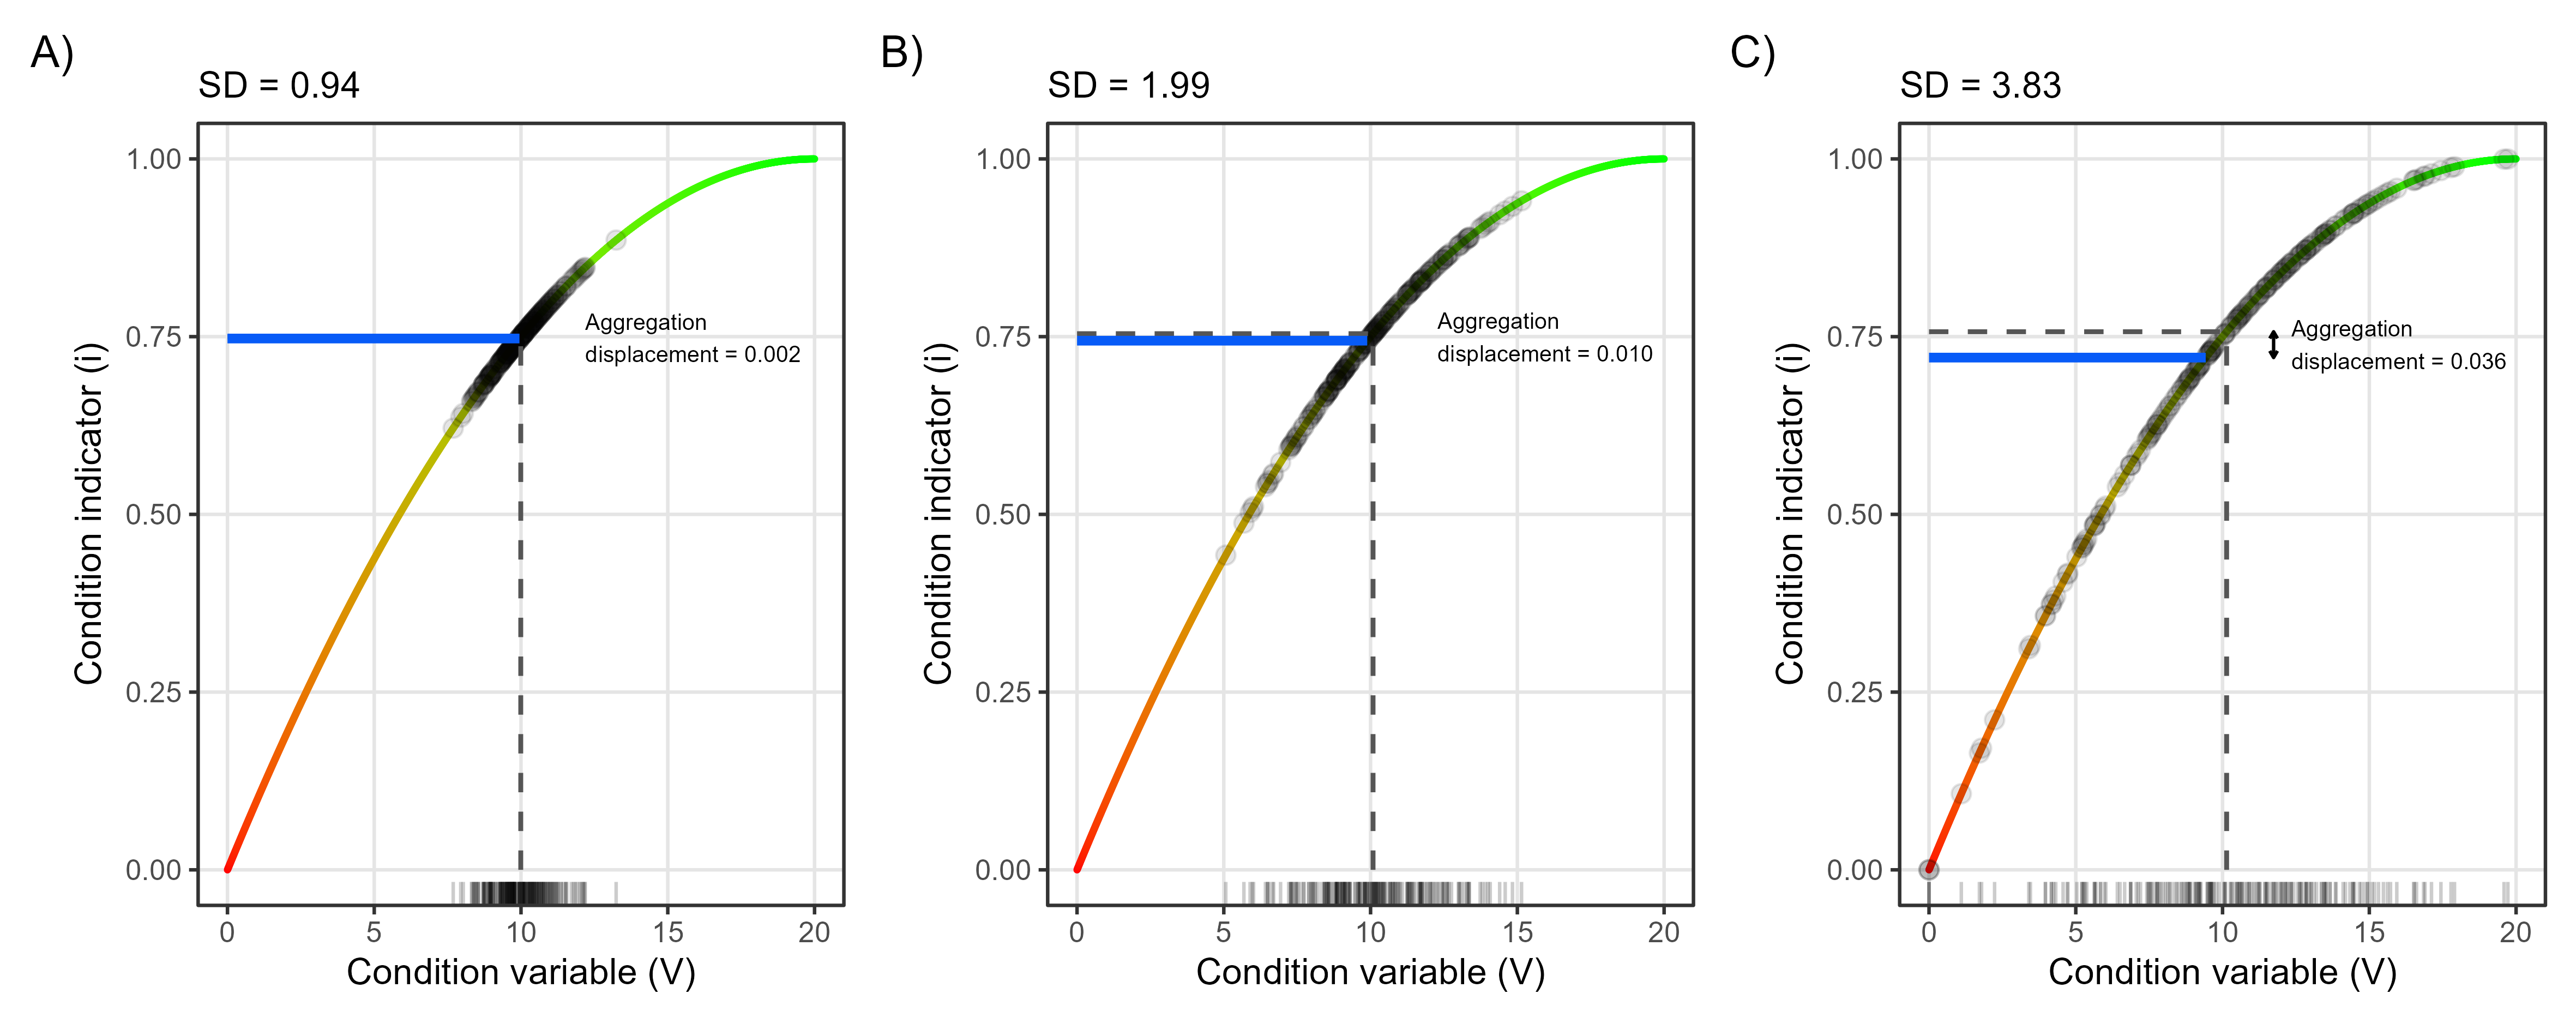 A)
SD = 0.94
1.00
0.75
0.50
0.25
0.00
Condition indicator (i)
Aggregation
displacement = 0.002
0 5 10 15 20
Condition variable (V)
B)
SD = 1.99
1.00
0.75
0.50
0.25
0.00
Condition indicator (i)
Aggregation
displacement = 0.010
0 5 10 15 20
Condition variable (V)
C)
SD = 3.83
1.00
0.75
0.50
0.25
0.00
Condition indicator (i)
Aggregation
displacement = 0.036
0 5 10 15 20
Condition variable (V)